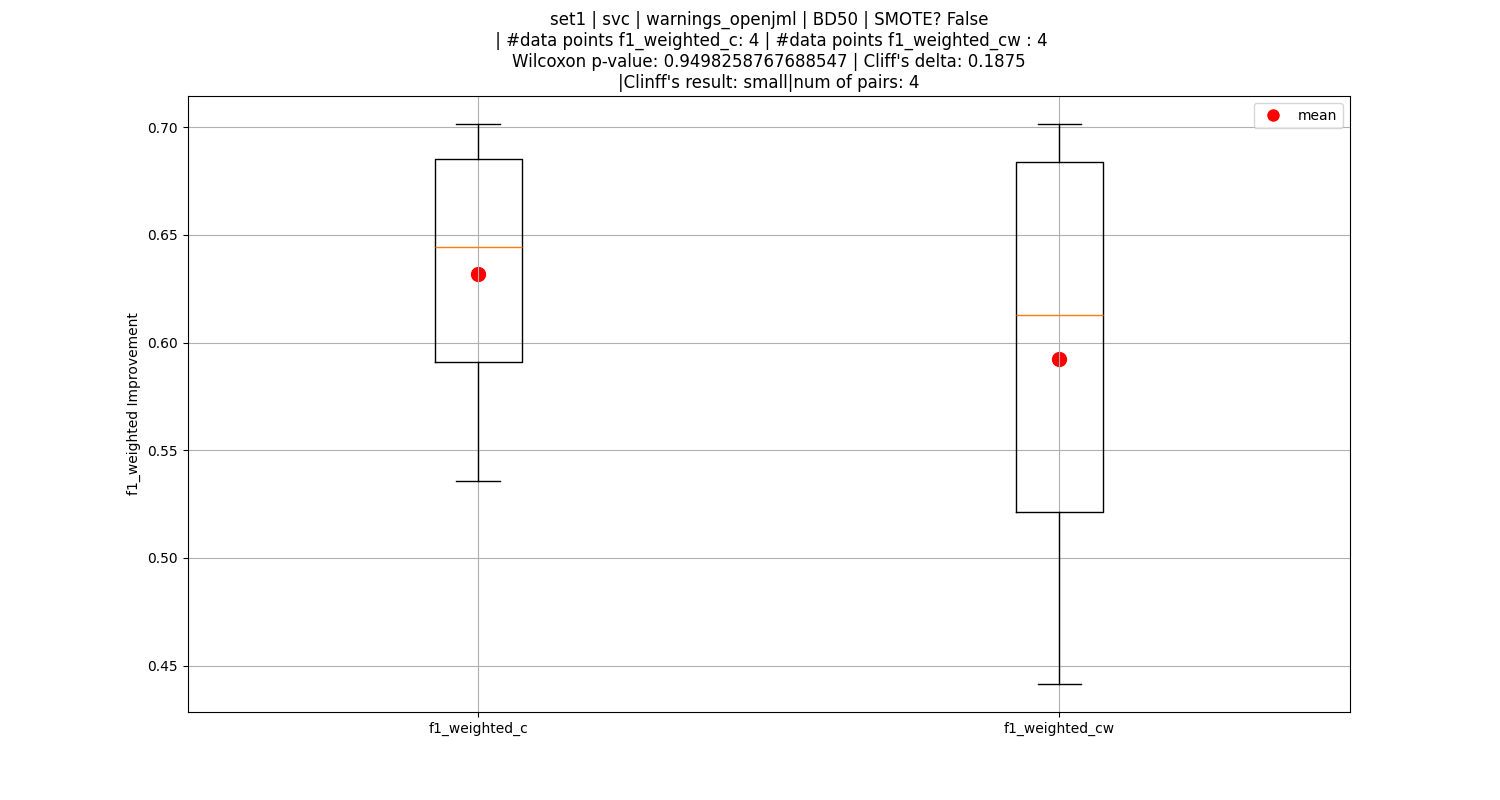 set1 | svc | warnings_openjml | BD50 | SMOTE? False
| #data points f1_weighted_c: 4 | #data points f1_weighted_cw : 4
Wilcoxon p-value: 0.9498258767688547 | Cliff's delta: 0.1875
|Clinff's result: small|num of pairs: 4
mean
0.70
0.65
0.60
0.55
0.50
0.45
f1_weighted Improvement
f1_weighted_c
f1_weighted_cw